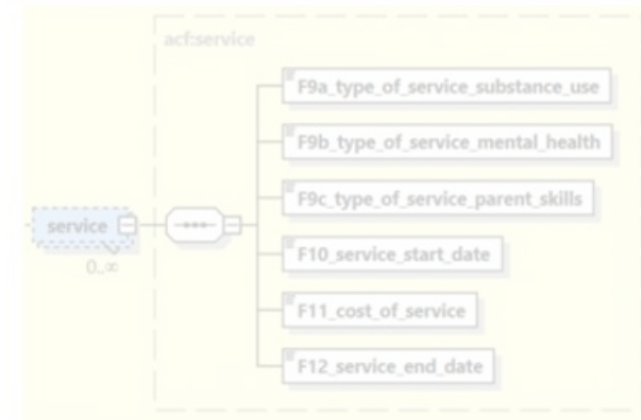 acf:service
F9a_type_of_service_substance_use
F9b_type_of_service_mental_health
F9c_type_of_service_parent_skills
service
0..∞
F10_service_start_date
F11_cost_of_service
F12_service_end_date